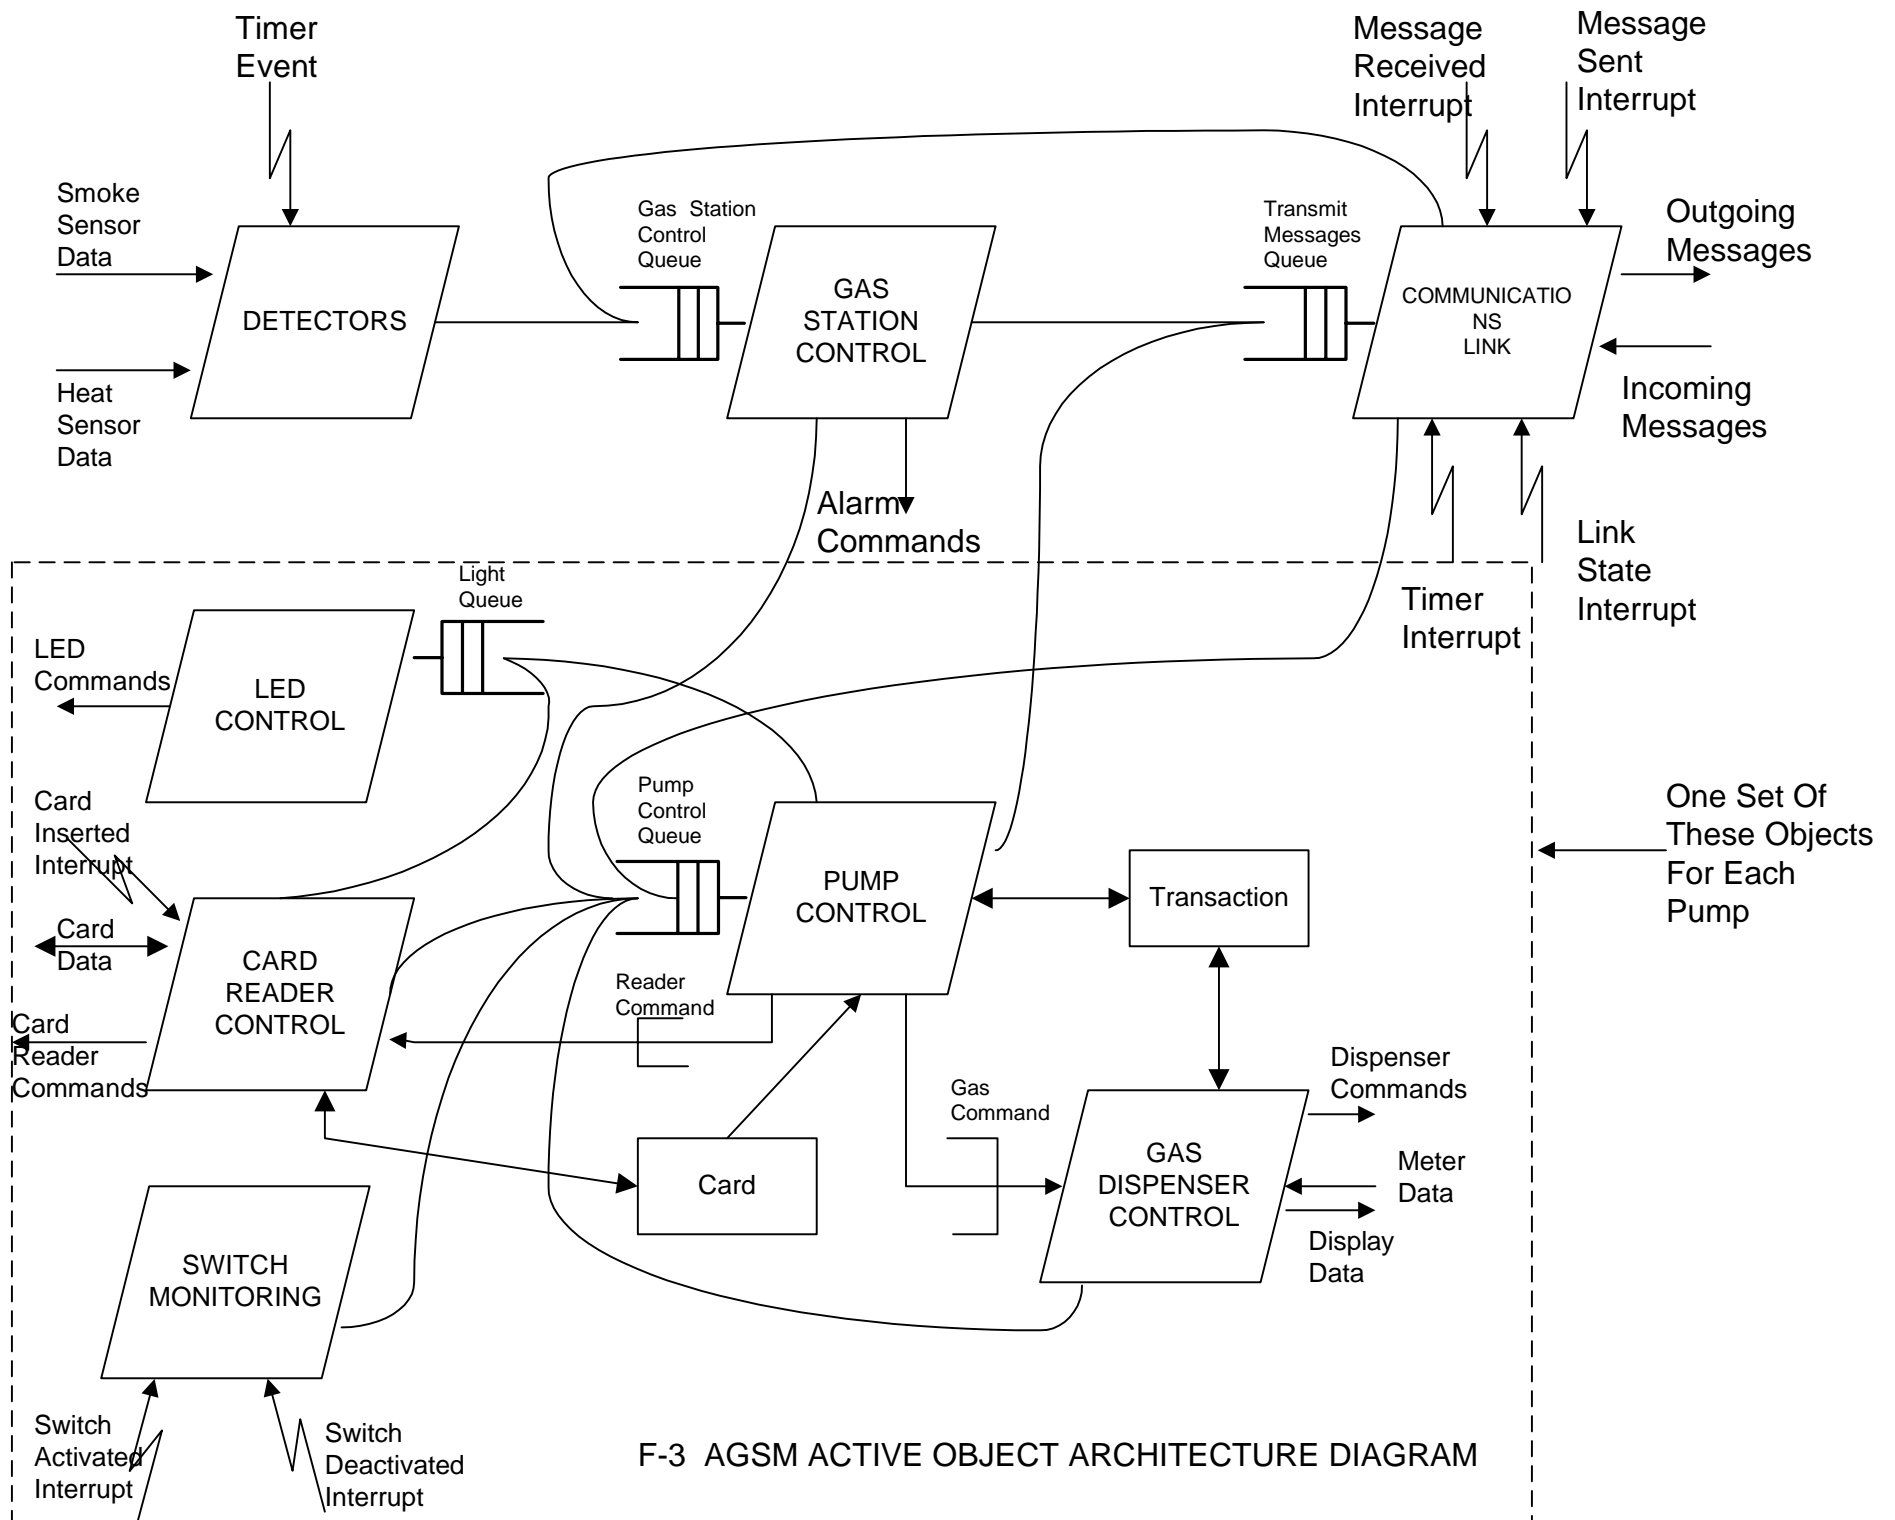 Timer
Event
Message
Received
Interrupt
Message
Sent
Interrupt
Smoke
Sensor
Data
Gas Station
Control
Queue
Transmit
Messages
Queue
Outgoing
Messages
DETECTORS
GAS
STATION
CONTROL
COMMUNICATIO
NS
LINK
Heat
Sensor
Data
Incoming
Messages
Alarm
Commands
Link
State
Interrupt
Timer
Interrupt
Light
Queue
LED
Commands
LED
CONTROL
Card
Inserted
Interrupt
Pump
Control
Queue
One Set Of
These Objects
For Each
Pump
PUMP
CONTROL
Transaction
Card
Data
CARD
READER
CONTROL
Reader
Command
Card
Reader
Commands
Gas
Command
Dispenser
Commands
Card
GAS
DISPENSER
CONTROL
Meter
Data
Display
Data
SWITCH
MONITORING
Switch
Activated
Interrupt
Switch
Deactivated
Interrupt
F-3 AGSM ACTIVE OBJECT ARCHITECTURE DIAGRAM